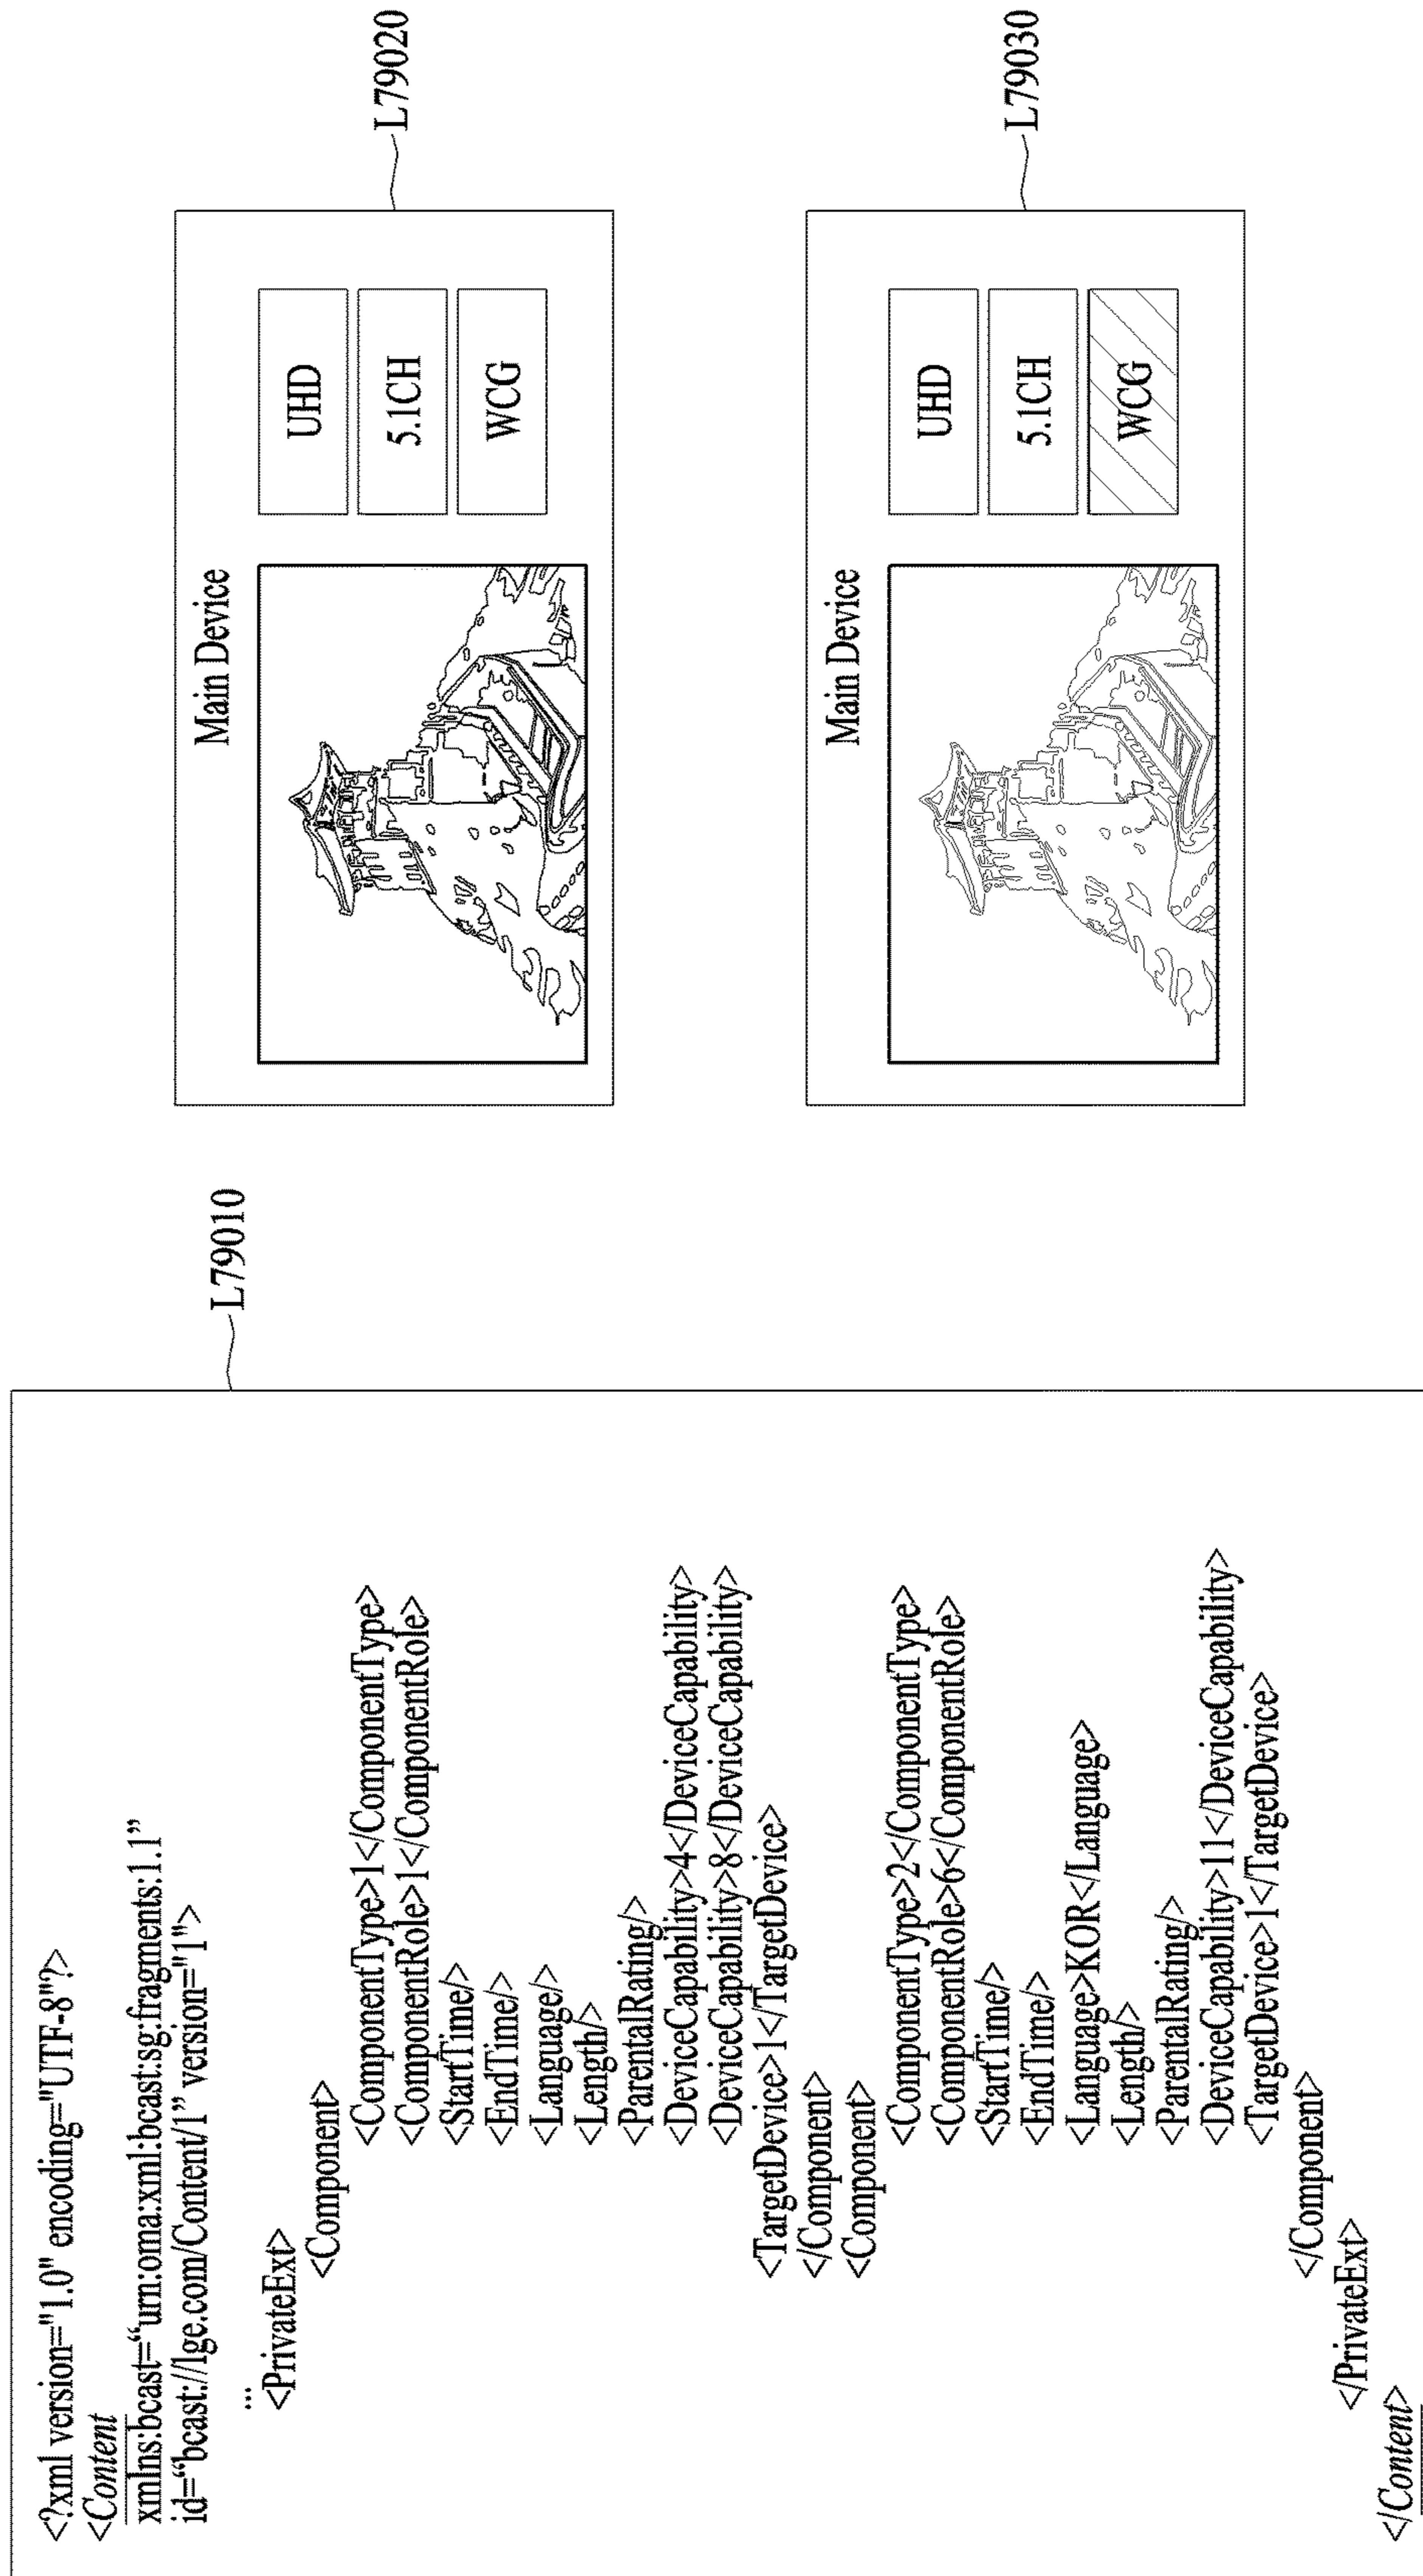 <?xml version="1.0" encoding="UTF-8"?>
<Content
xmlns:bcast=“urn:oma:xml:bcast:sg:fragments:1.1”
id=“bcast://lge.com/Content/1” version="1">
...
<PrivateExt>
<Component>
<ComponentType>1</ComponentType>
<ComponentRole>1</ComponentRole>
<StartTime/>
<EndTime/>
<Language/>
<Length/>
<ParentalRating/>
<DeviceCapability>4</DeviceCapability>
<DeviceCapability>8</DeviceCapability>
<TargetDevice>1</TargetDevice>
</Component>
<Component>
<ComponentType>2</ComponentType>
<ComponentRole>6</ComponentRole>
<StartTime/>
<EndTime/>
<Language>KOR</Language>
<Length/>
<ParentalRating/>
<DeviceCapability>11</DeviceCapability>
<TargetDevice>1</TargetDevice>
</Component>
</PrivateExt>
</Content>
L79010
Main Device
UHD
5.1CH
WCG
L79020
Main Device
UHD
5.1CH
WCG
L79030